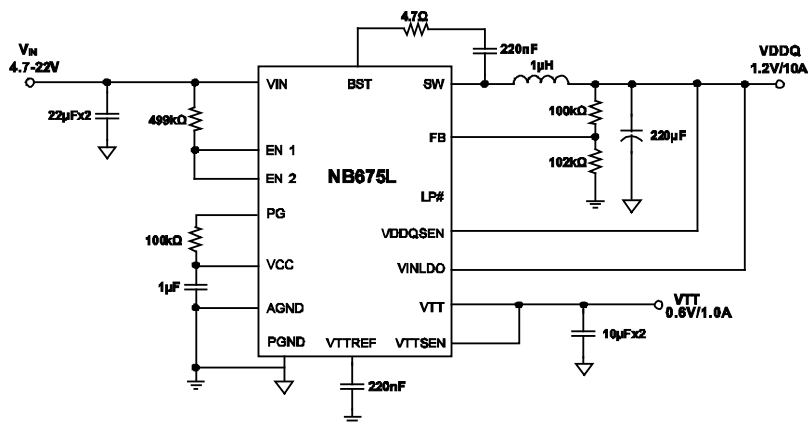 4.7Ω
VIN
4.7-22V
220nF
1μH
VDDQ
1.2V/10A
VIN
BST
SW
22μFx2
499kΩ
100kΩ
220μF
EN 1
FB
102kΩ
EN 2
NB675L
LP#
PG
VDDQSEN
100kΩ
VCC
VINLDO
1μF
AGND
VTT
VTT
0.6V/1.0A
PGND
VTTREF
VTTSEN
10μFx2
220nF